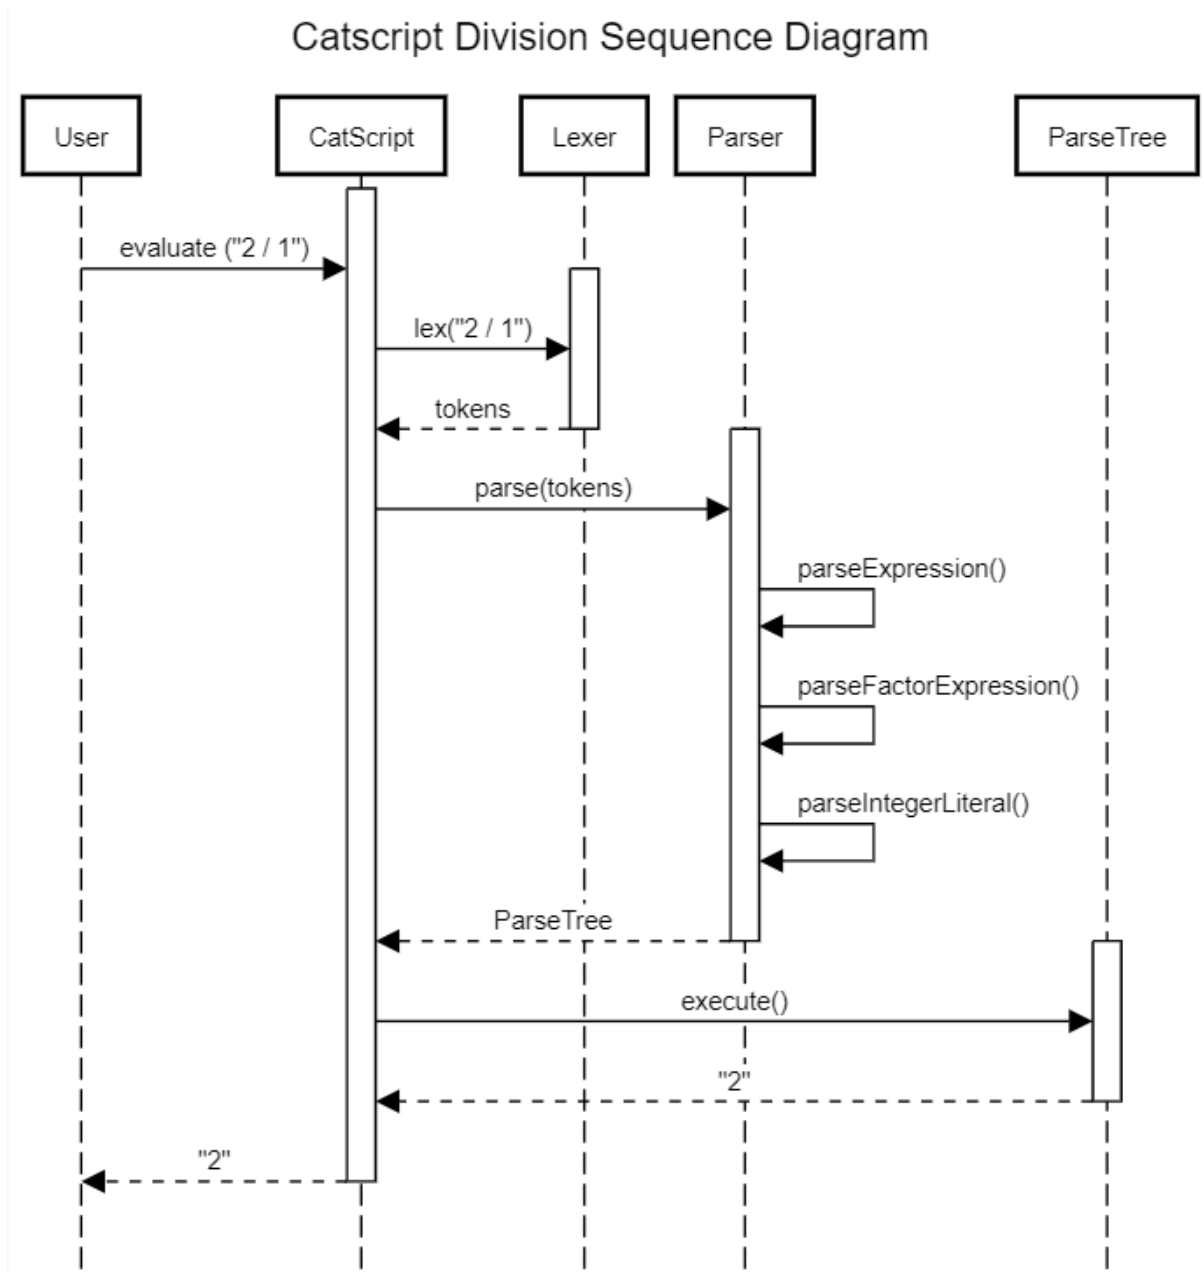 Catscript Division Sequence Diagram
User
CatScript
Lexer
Parser
ParseTree
evaluate ("2 / 1")
lex("2 / 1")
tokens
parse(tokens)
parseExpression()
parseFactorExpression()
parseIntegerLiteral()
ParseTree
execute()
"2"
"2"